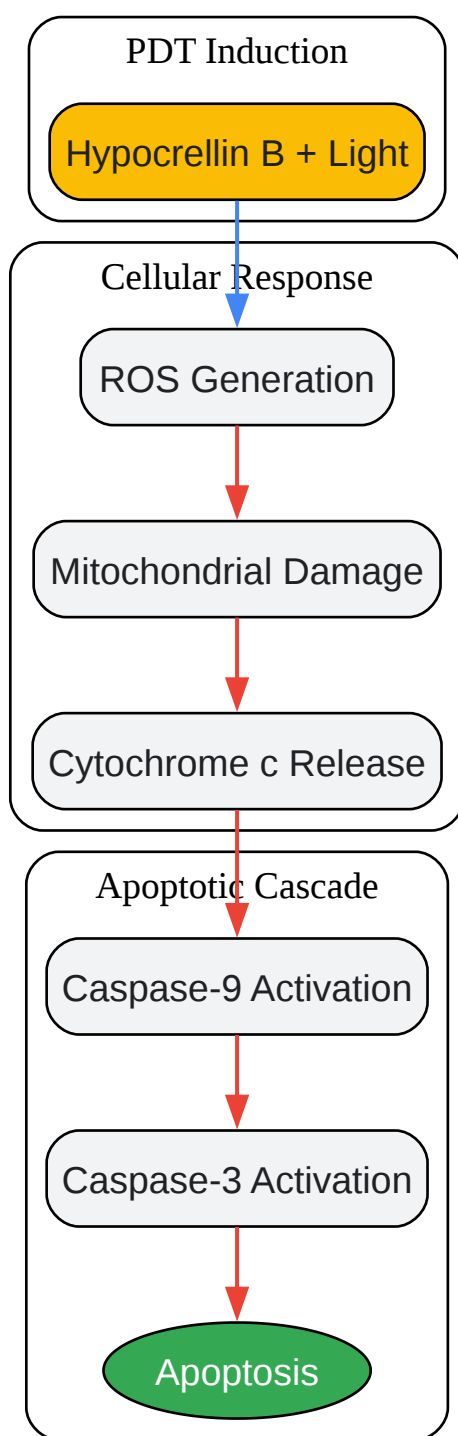 PDT Induction
Hypocrellin B + Light
Cellular Response
ROS Generation
Mitochondrial Damage
Cytochrome c Release
Apoptotic Cascade
Caspase-9 Activation
Caspase-3 Activation
Apoptosis